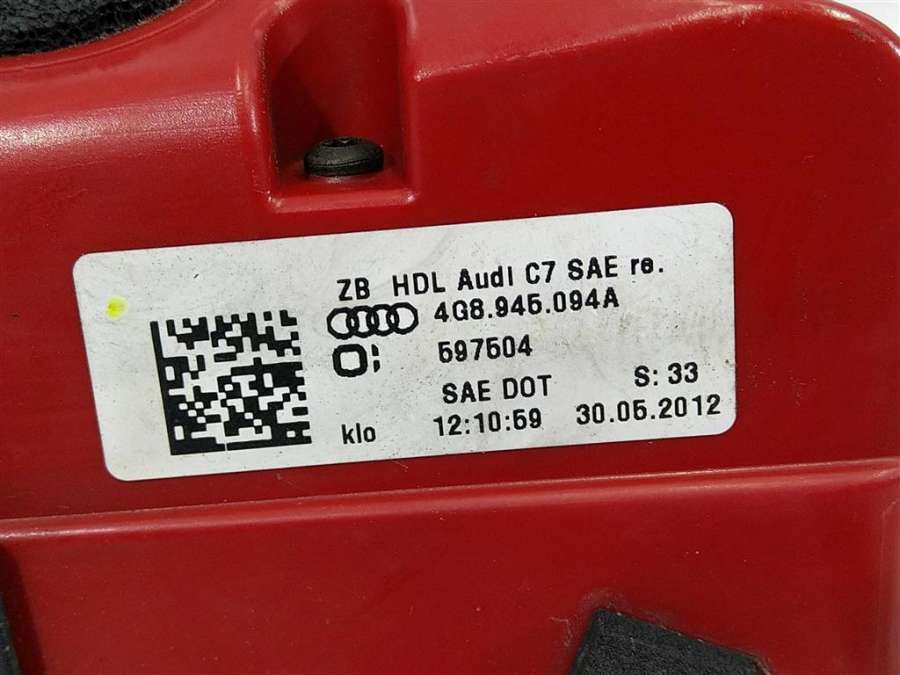 ZB HDL Audi C7 SAE re.
4G8.945.094A
597504
SAE DOT S: 33
klo 12:10:59 30.05.2012